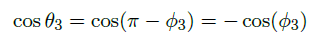 cos θ₃ = cos(π − ϕ₃) = − cos(ϕ₃)